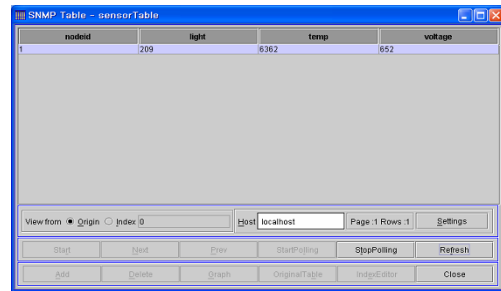 SNMP Table - sensorTable
nodeid light temp voltage
1 209 6362 652
View from Origin Index 0 Host localhost Page :1 Rows :1 Settings
Start Next Prev StartPolling StopPolling Refresh
Add Delete Graph OriginalTable IndexEditor Close